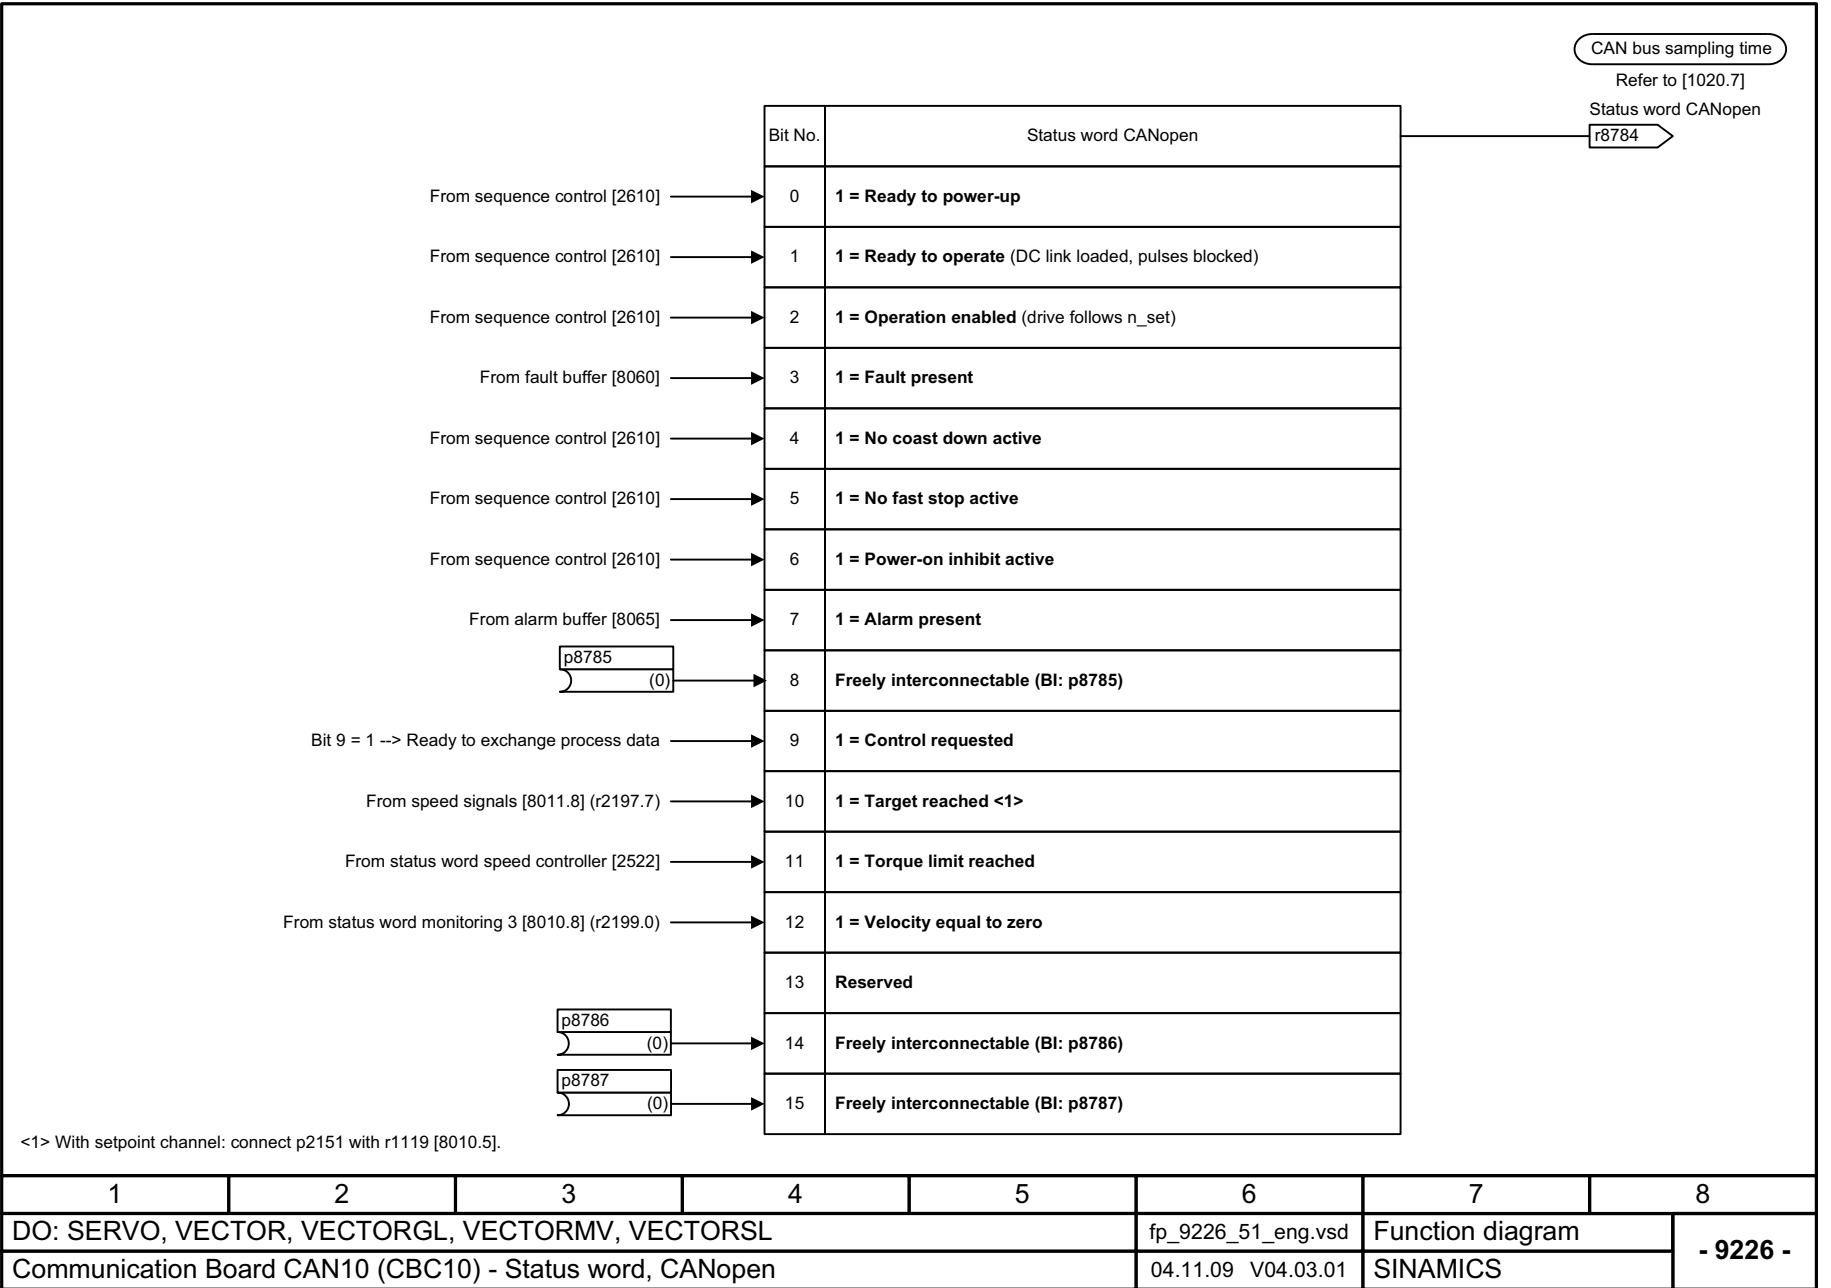 CAN bus sampling time
Refer to [1020.7]
Status word CANopen
r8784
Bit No. Status word CANopen
From sequence control [2610] 0 1 = Ready to power-up
From sequence control [2610] 1 1 = Ready to operate (DC link loaded, pulses blocked)
From sequence control [2610] 2 1 = Operation enabled (drive follows n_set)
From fault buffer [8060] 3 1 = Fault present
From sequence control [2610] 4 1 = No coast down active
From sequence control [2610] 5 1 = No fast stop active
From sequence control [2610] 6 1 = Power-on inhibit active
From alarm buffer [8065] 7 1 = Alarm present
p8785
(0) 8 Freely interconnectable (BI: p8785)
Bit 9 = 1 --> Ready to exchange process data 9 1 = Control requested
From speed signals [8011.8] (r2197.7) 10 1 = Target reached <1>
From status word speed controller [2522] 11 1 = Torque limit reached
From status word monitoring 3 [8010.8] (r2199.0) 12 1 = Velocity equal to zero
13 Reserved
p8786
(0) 14 Freely interconnectable (BI: p8786)
p8787
(0) 15 Freely interconnectable (BI: p8787)
<1> With setpoint channel: connect p2151 with r1119 [8010.5].
1 2 3 4 5 6 7 8
DO: SERVO, VECTOR, VECTORGL, VECTORMV, VECTORSL fp_9226_51_eng.vsd Function diagram
- 9226 -
Communication Board CAN10 (CBC10) - Status word, CANopen 04.11.09 V04.03.01 SINAMICS